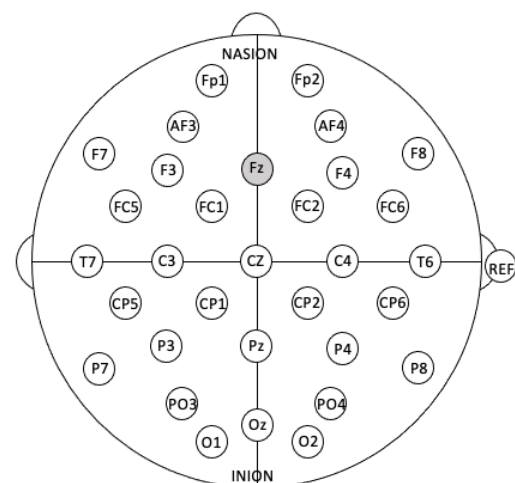 NASION
Fp1 Fp2
AF3 AF4
F7 F3 Fz F4 F8
FC5 FC1 FC2 FC6
T7 C3 CZ C4 T6 REF
CP5 CP1 CP2 CP6
P3 Pz P4
P7 P8
PO3 PO4
Oz
O1 O2
INION